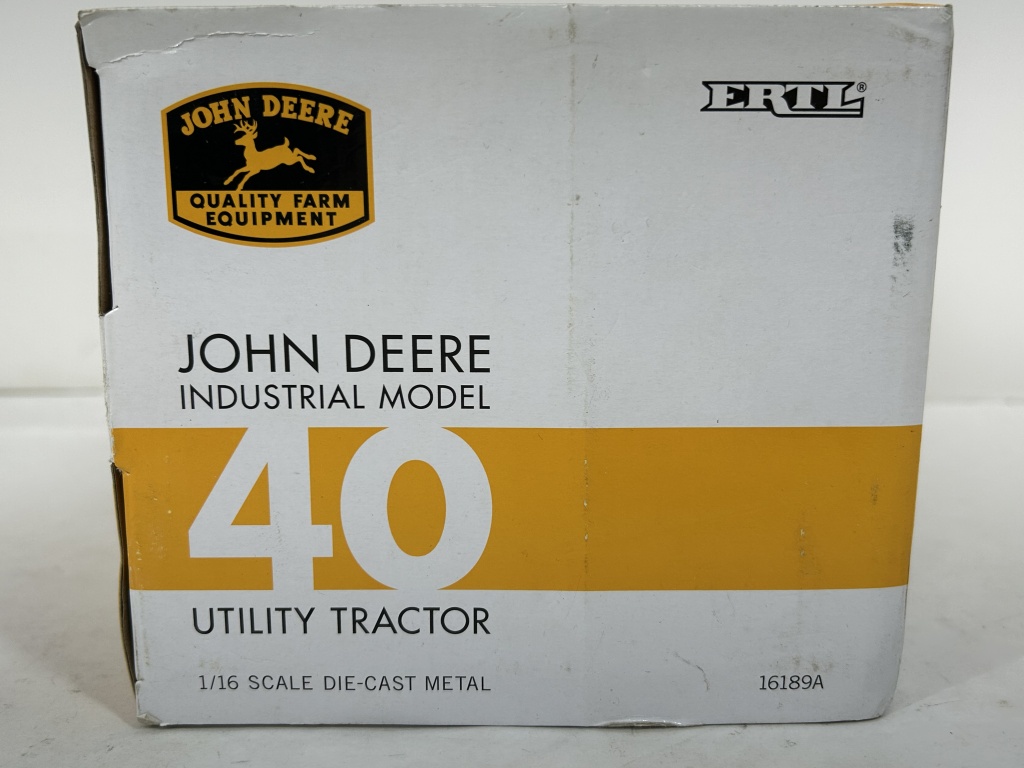 JOHN DEERE
QUALITY FARM
EQUIPMENT
ERTL®
JOHN DEERE
INDUSTRIAL MODEL
40
UTILITY TRACTOR
1/16 SCALE DIE-CAST METAL
16189A